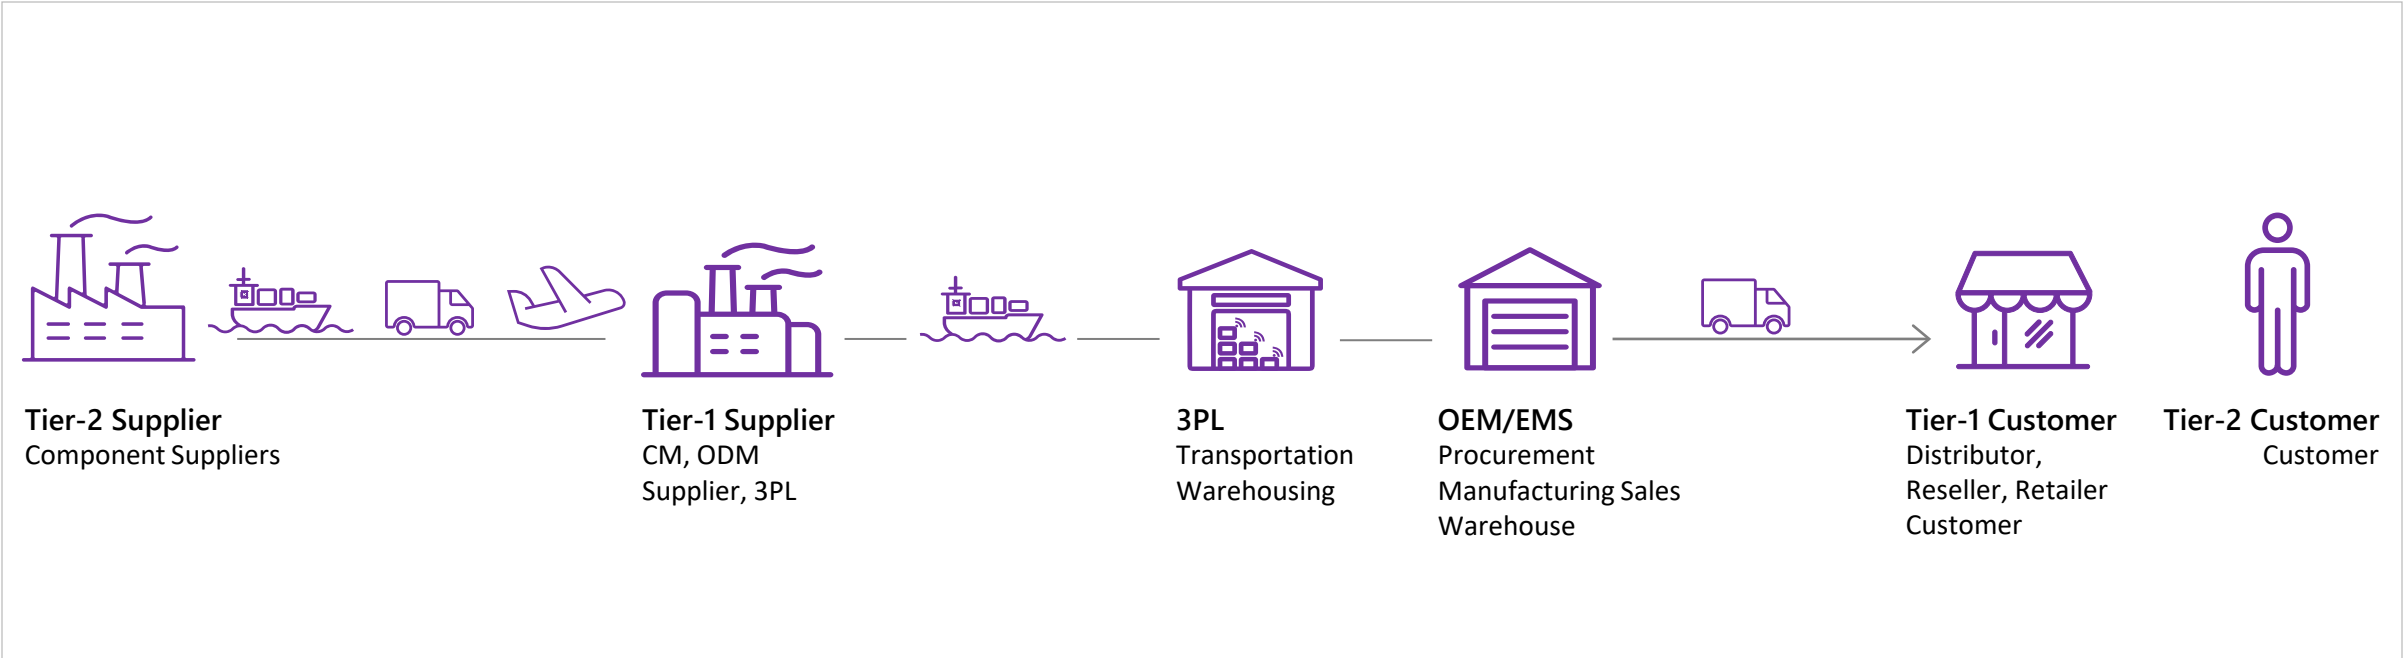 Tier-2 Supplier
Component Suppliers
Tier-1 Supplier
CM, ODM
Supplier, 3PL
3PL
Transportation
Warehousing
OEM/EMS
Procurement
Manufacturing Sales
Warehouse
Tier-1 Customer
Distributor,
Reseller, Retailer
Customer
Tier-2 Customer
Customer